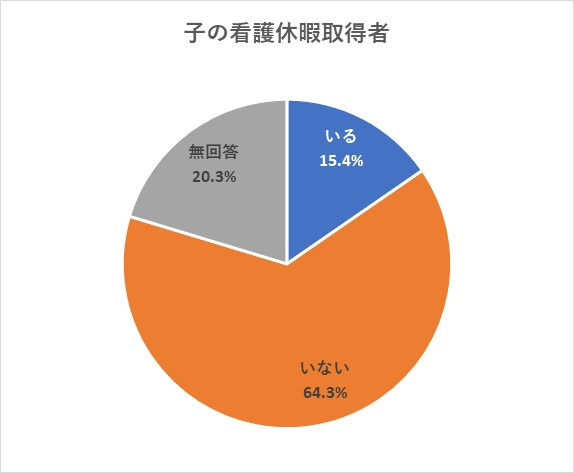 子の看護休暇取得者
いる
15.4%
無回答
20.3%
いない
64.3%